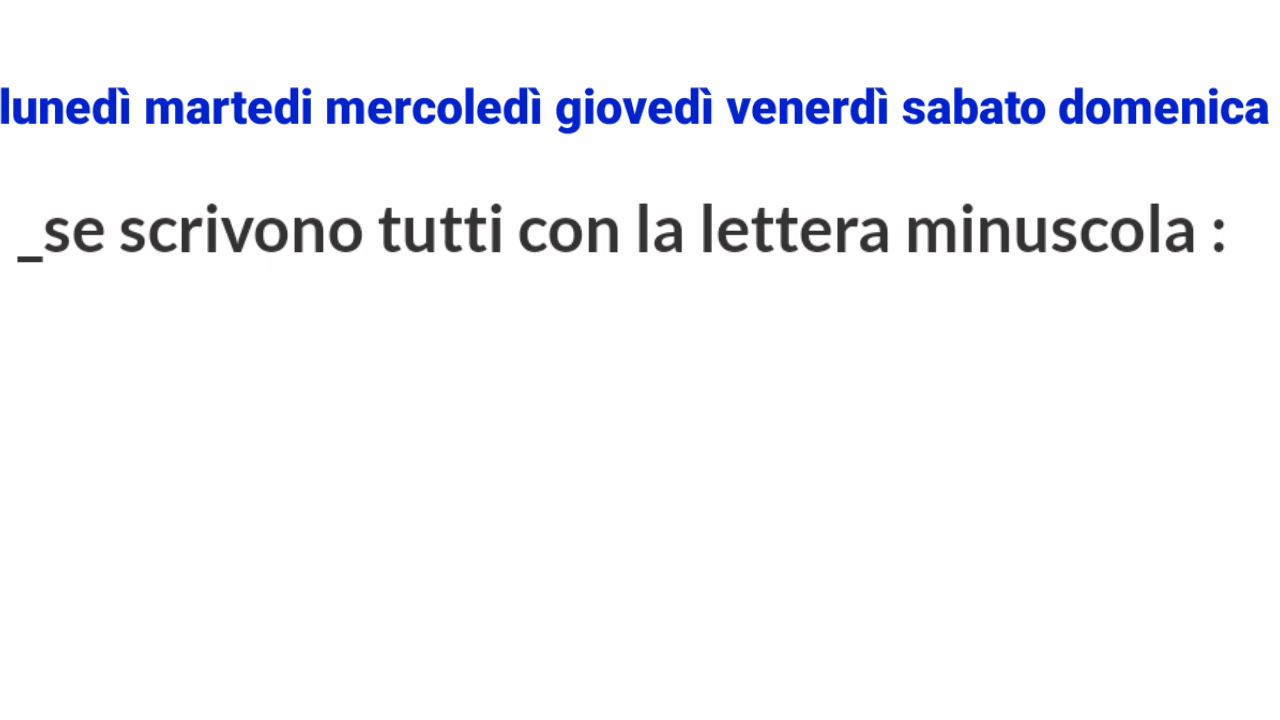 lunedì martedi mercoledì giovedì venerdì sabato domenica
_se scrivono tutti con la lettera minuscola :